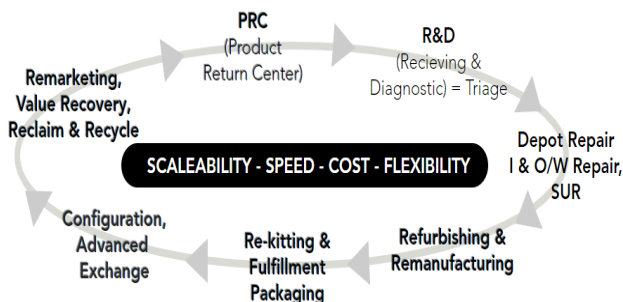 PRC
(Product
Return Center)
R&D
(Recieving &
Diagnostic) = Triage
Depot Repair
I & O/W Repair,
SUR
Refurbishing &
Remanufacturing
Re-kitting &
Fulfillment
Packaging
Configuration,
Advanced
Exchange
Remarketing,
Value Recovery,
Reclaim & Recycle
SCALEABILITY - SPEED - COST - FLEXIBILITY